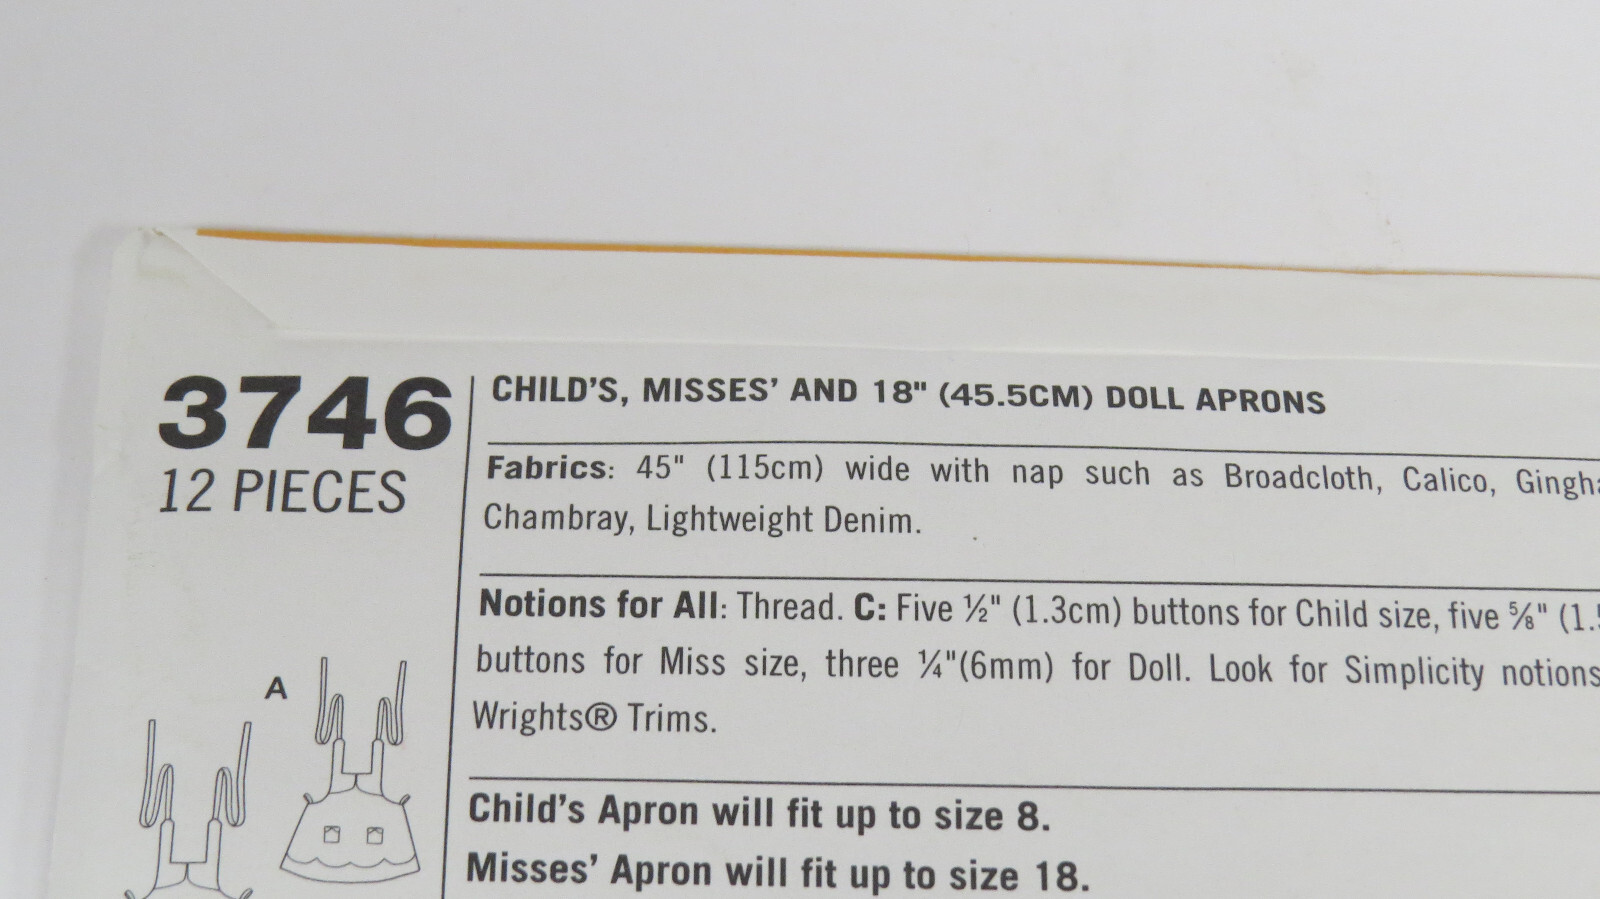 3746
12 PIECES
A
CHILD'S, MISSES' AND 18" (45.5CM) DOLL APRONS
Fabrics: 45" (115cm) wide with nap such as Broadcloth, Calico,
Chambray, Lightweight Denim.
Notions for All: Thread. C: Five ½" (1.3cm) buttons for Child size, five ⅝"
buttons for Miss size, three ¼"(6mm) for Doll. Look for Simplicity notions
Wrights® Trims.
Child's Apron will fit up to size 8.
Misses' Apron will fit up to size 18.